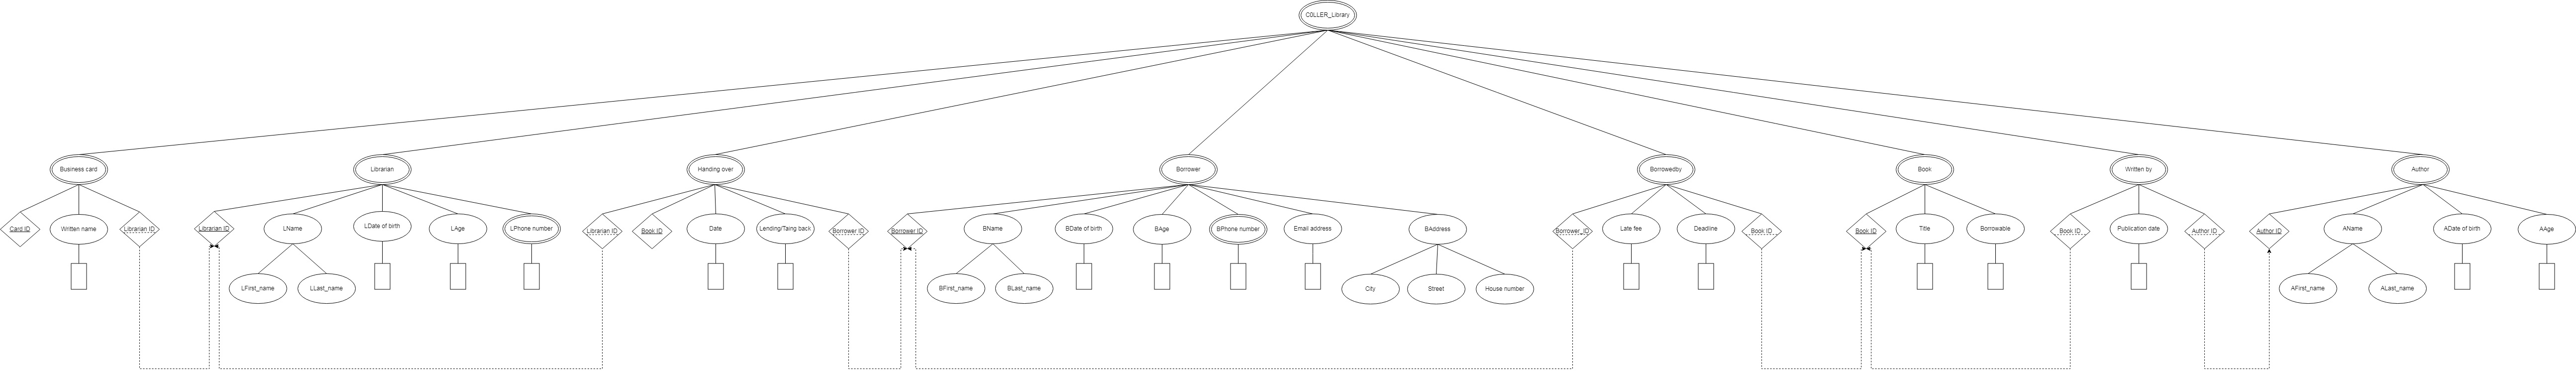 C0LLER_Library
Business card
Librarian
Handing over
Borrower
Borrowedby
Book
Written by
Author
Card ID
Written name
Librarian ID
Librarian ID
LName
LDate of birth
LAge
LPhone number
Librarian ID
Book ID
Date
Lending/Taing back
Borrower ID
Borrower ID
BName
BDate of birth
BAge
BPhone number
Email address
BAddress
Borrower_ID
Late fee
Deadline
Book ID
Book ID
Title
Borrowable
Book ID
Publication date
Author ID
Author ID
AName
ADate of birth
AAge
LFirst_name
LLast_name
BFirst_name
BLast_name
City
Street
House number
AFirst_name
ALast_name